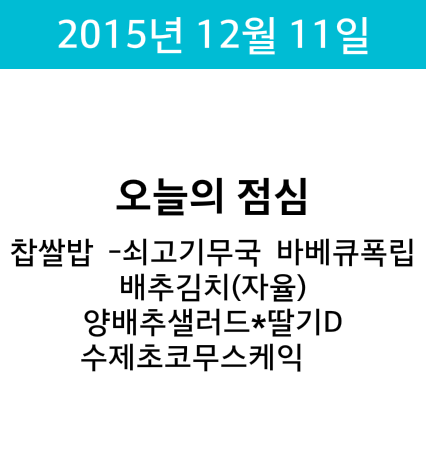 2015년 12월 11일
오늘의 점심
찹쌀밥 -쇠고기무국 바베큐폭립
배추김치(자율)
양배추샐러드*딸기D
수제초코무스케익